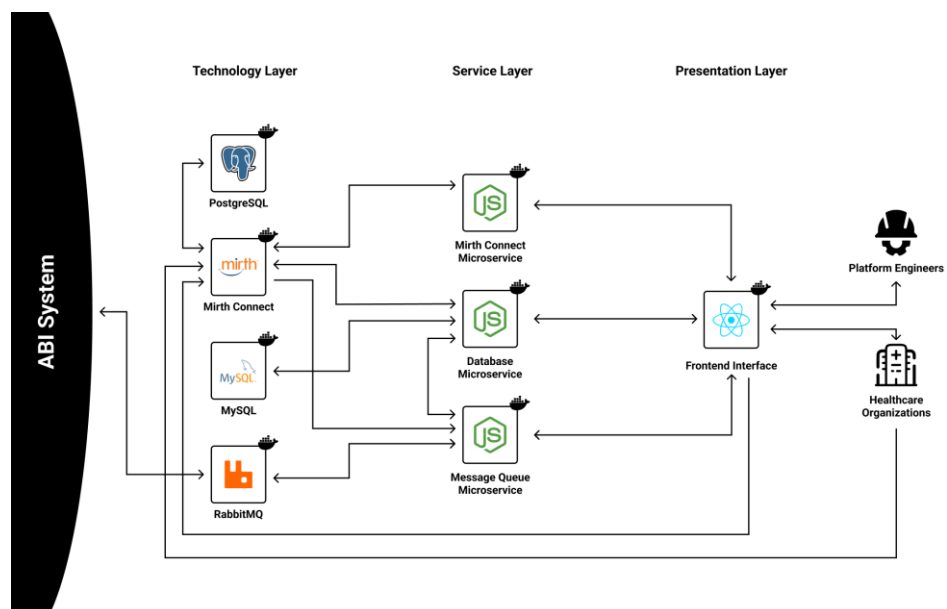 ABI System
Technology Layer
Service Layer
Presentation Layer
PostgreSQL
mirth
Mirth Connect
MySQL
MySQL
RabbitMQ
JS
Mirth Connect
Microservice
JS
Database
Microservice
JS
Message Queue
Microservice
Frontend Interface
Platform Engineers
Healthcare
Organizations